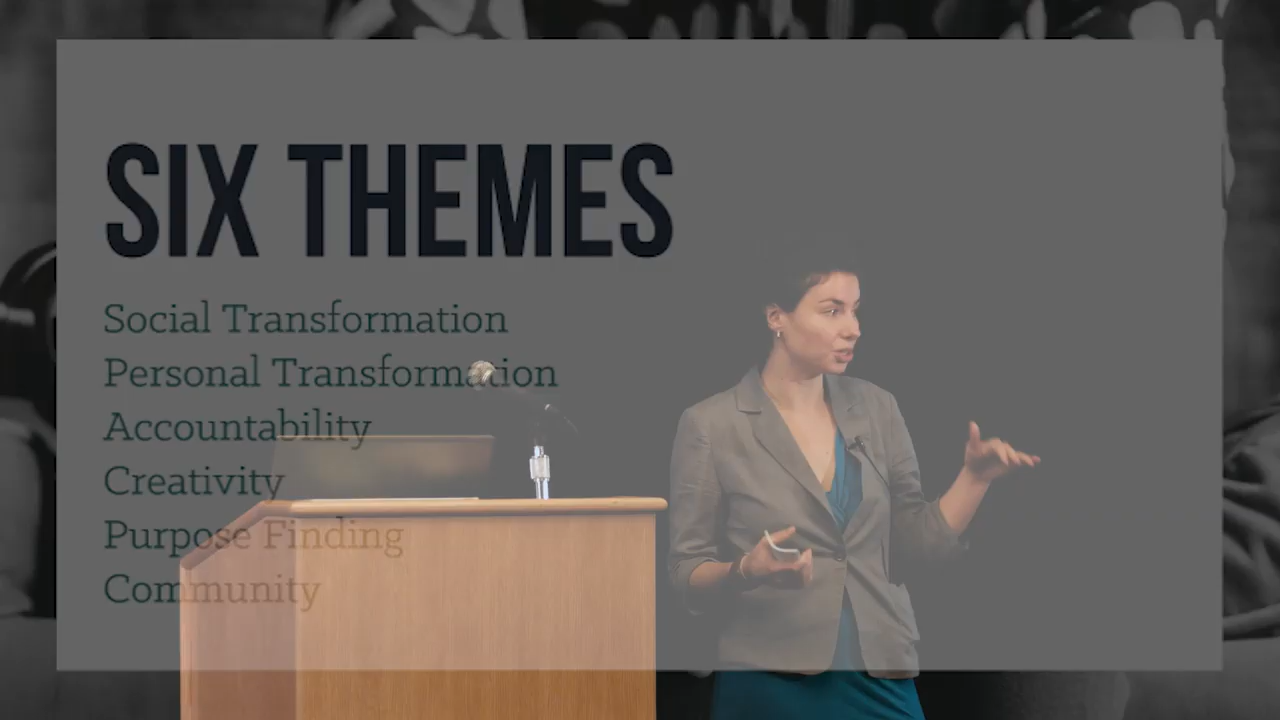 SIX THEMES
Social Transformation
Personal Transformation
Accountability
Creativity
Purpose Finding
Community